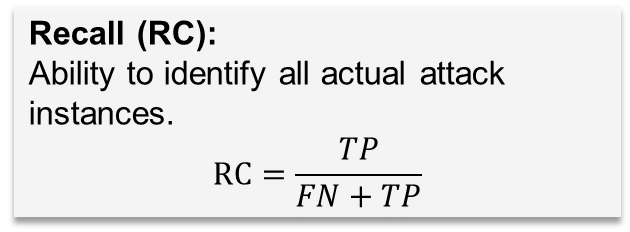 Recall (RC):
Ability to identify all actual attack
instances.
RC = TP / (FN + TP)